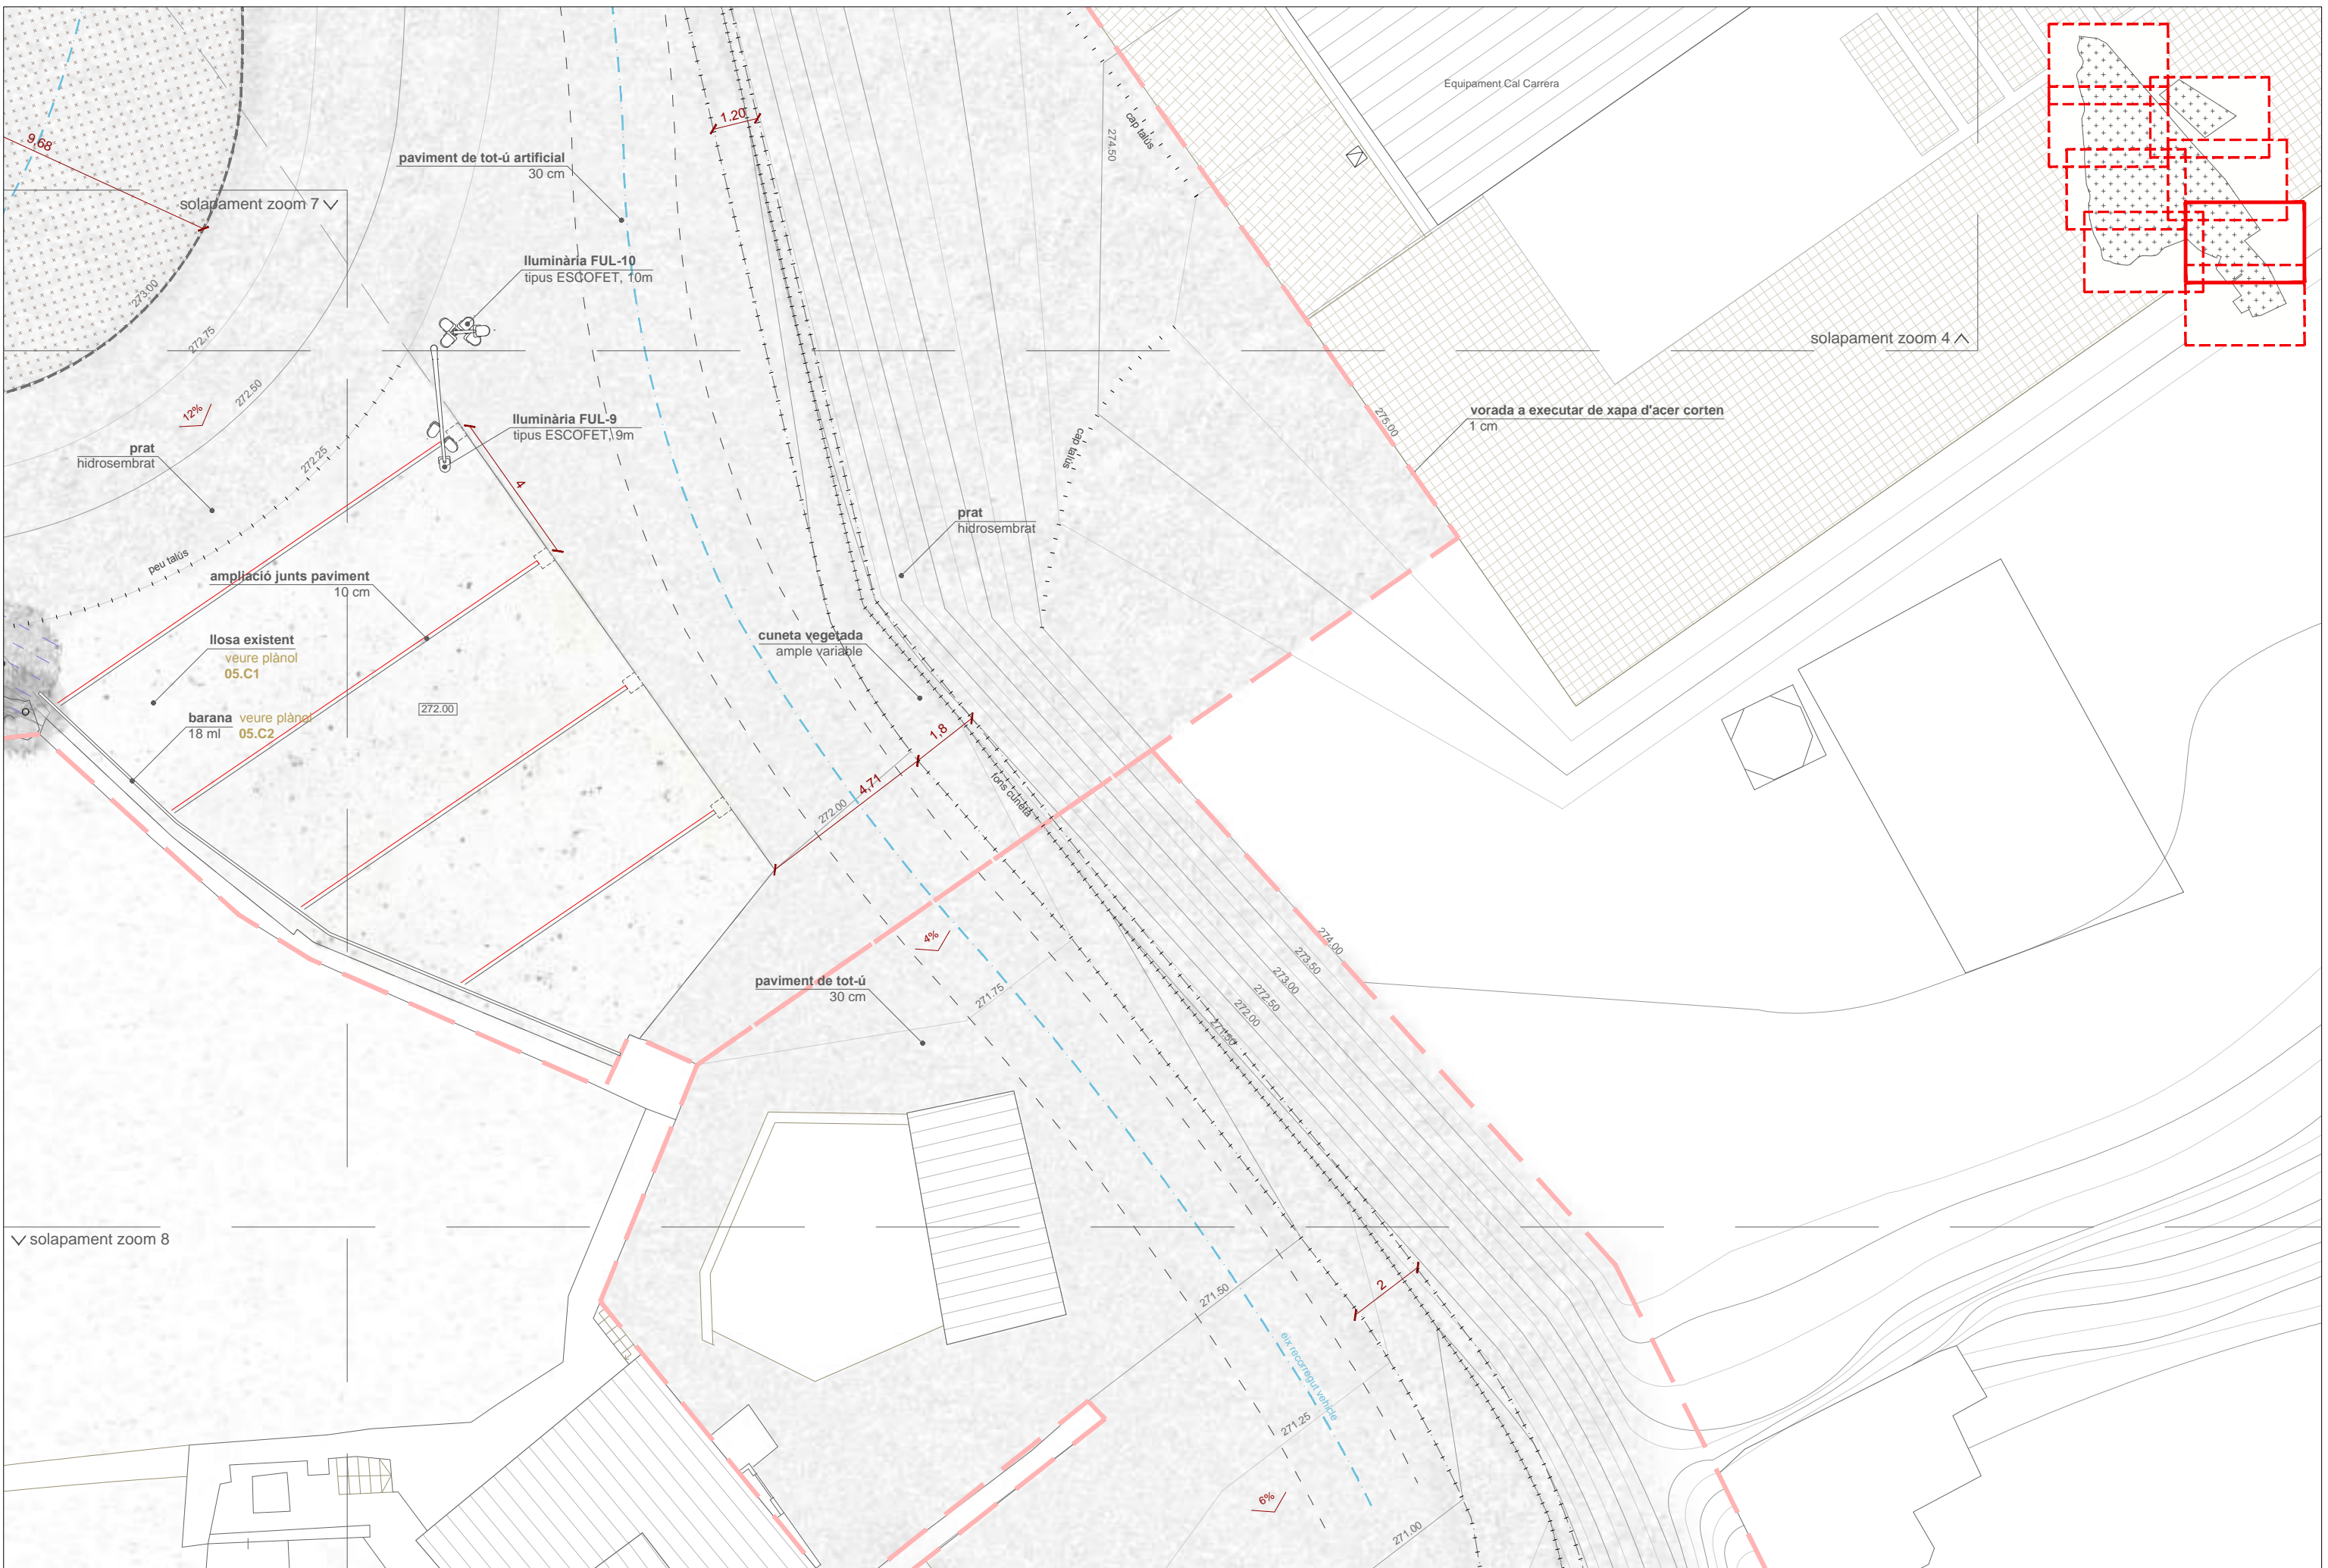 Equipament Cal Carrera
1.20
9,68
cap talús
274.50
paviment de tot-ú artificial
30 cm
solapament zoom 7
lluminària FUL-10
tipus ESCOFET, 10m
273.00
272.75
solapament zoom 4
272.50
12%
275.00
vorada a executar de xapa d'acer corten
1 cm
lluminària FUL-9
tipus ESCOFET, 9m
prat
hidrosembrat
272.25
cap talús
4
prat
hidrosembrat
peu talús
ampliació junts paviment
10 cm
llosa existent
veure plànol
05.C1
cuneta vegetada
ample variable
272.00
barana veure plànol
18 ml 05.C2
1,8
4,71
272.00
fons cuneta
4%
274.00
273.50
273.00
272.50
272.00
271.50
paviment de tot-ú
30 cm
271.75
solapament zoom 8
2
271.50
eix recorregut vehicle
271.25
6%
271.00